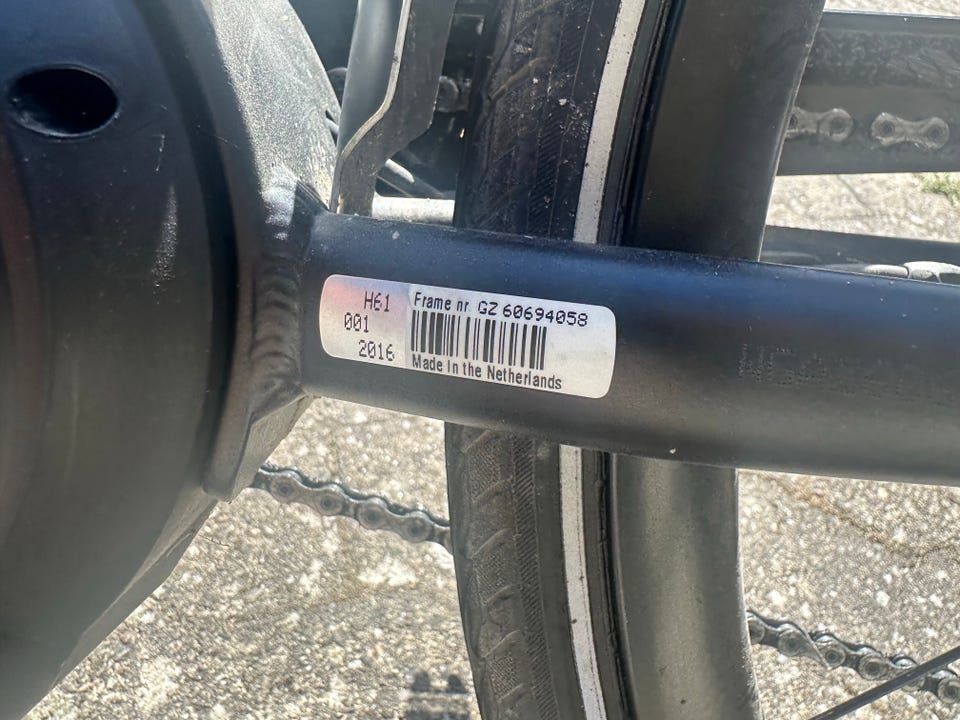 H61
001
2016
Frame nr GZ 60694058
Made In the Netherlands